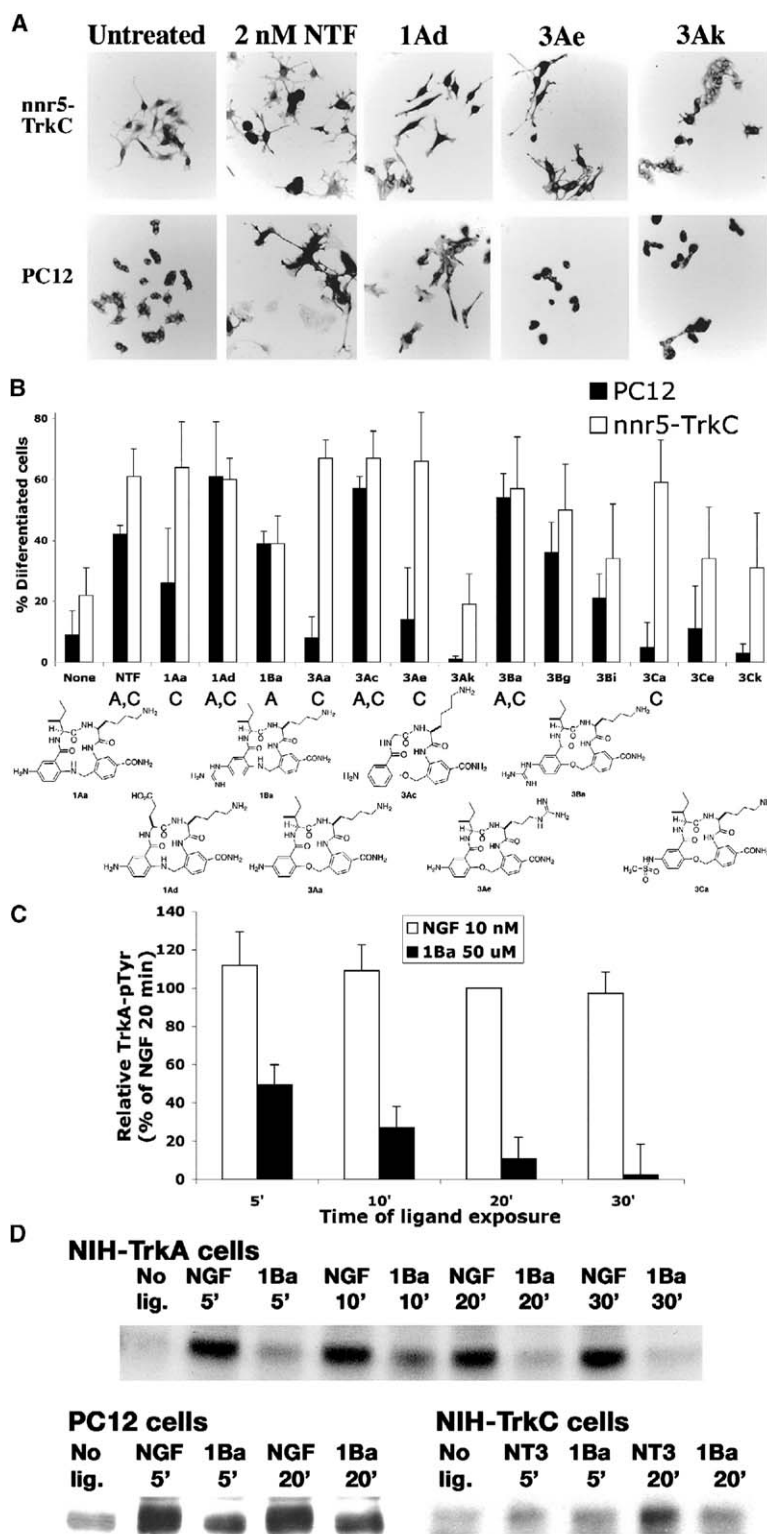 A
Untreated 2 nM NTF 1Ad 3Ae 3Ak
nnr5-
TrkC
PC12
B
PC12
nnr5-TrkC
% Diifferentiated cells
80
60
40
20
0
None NTF 1Aa 1Ad 1Ba 3Aa 3Ac 3Ae 3Ak 3Ba 3Bg 3Bi 3Ca 3Ce 3Ck
A,C C A,C A C A,C C A,C C
1Aa
1Ba
3Ac
3Ba
1Ad
3Aa
3Ae
3Ca
C
NGF 10 nM
1Ba 50 uM
Relative TrkA-pTyr
(% of NGF 20 min)
140
120
100
80
60
40
20
0
5' 10' 20' 30'
Time of ligand exposure
D
NIH-TrkA cells
No NGF 1Ba NGF 1Ba NGF 1Ba NGF 1Ba
lig. 5' 5' 10' 10' 20' 20' 30' 30'
PC12 cells
No NGF 1Ba NGF 1Ba
lig. 5' 5' 20' 20'
NIH-TrkC cells
No NT3 1Ba NT3 1Ba
lig. 5' 5' 20' 20'